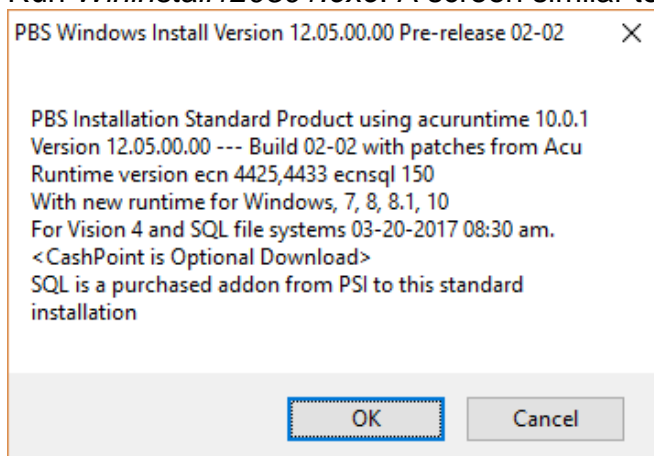 PBS Windows Install Version 12.05.00.00 Pre-release 02-02
PBS Installation Standard Product using acuruntime 10.0.1
Version 12.05.00.00 --- Build 02-02 with patches from Acu
Runtime version ecn 4425,4433 ecnsql 150
With new runtime for Windows, 7, 8, 8.1, 10
For Vision 4 and SQL file systems 03-20-2017 08:30 am.
<CashPoint is Optional Download>
SQL is a purchased addon from PSI to this standard
installation
OK Cancel